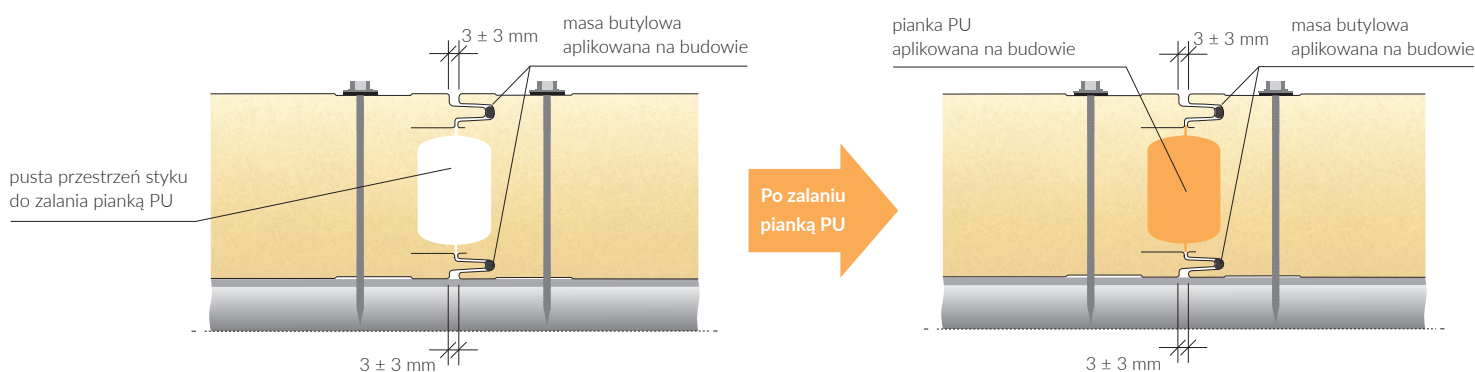 3 ± 3 mm
masa butylowa
aplikowana na budowie
pusta przestrzeń styku
do zalania pianką PU
3 ± 3 mm
Po zalaniu
pianką PU
pianka PU
aplikowana na budowie
3 ± 3 mm
masa butylowa
aplikowana na budowie
3 ± 3 mm